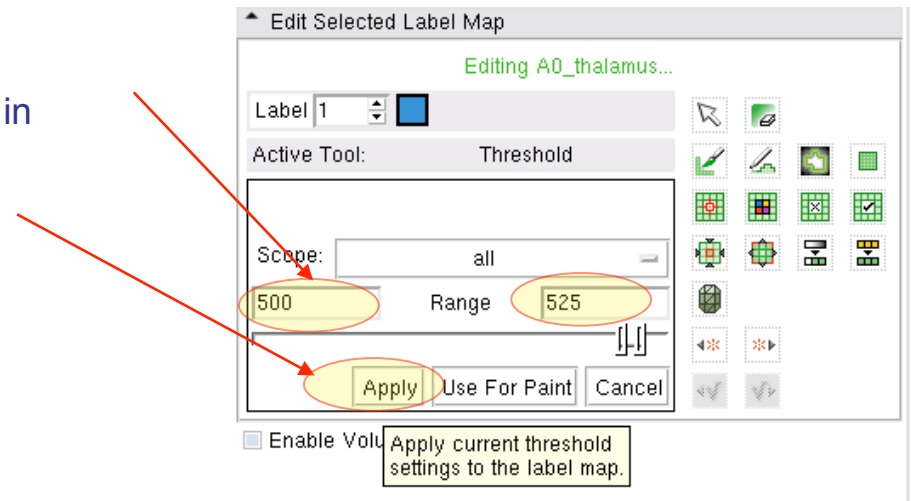 Edit Selected Label Map
Editing A0_thalamus...
in
Label 1
Active Tool: Threshold
Scope: all
500 Range 525
Apply Use For Paint Cancel
Enable Volu
Apply current threshold
settings to the label map.